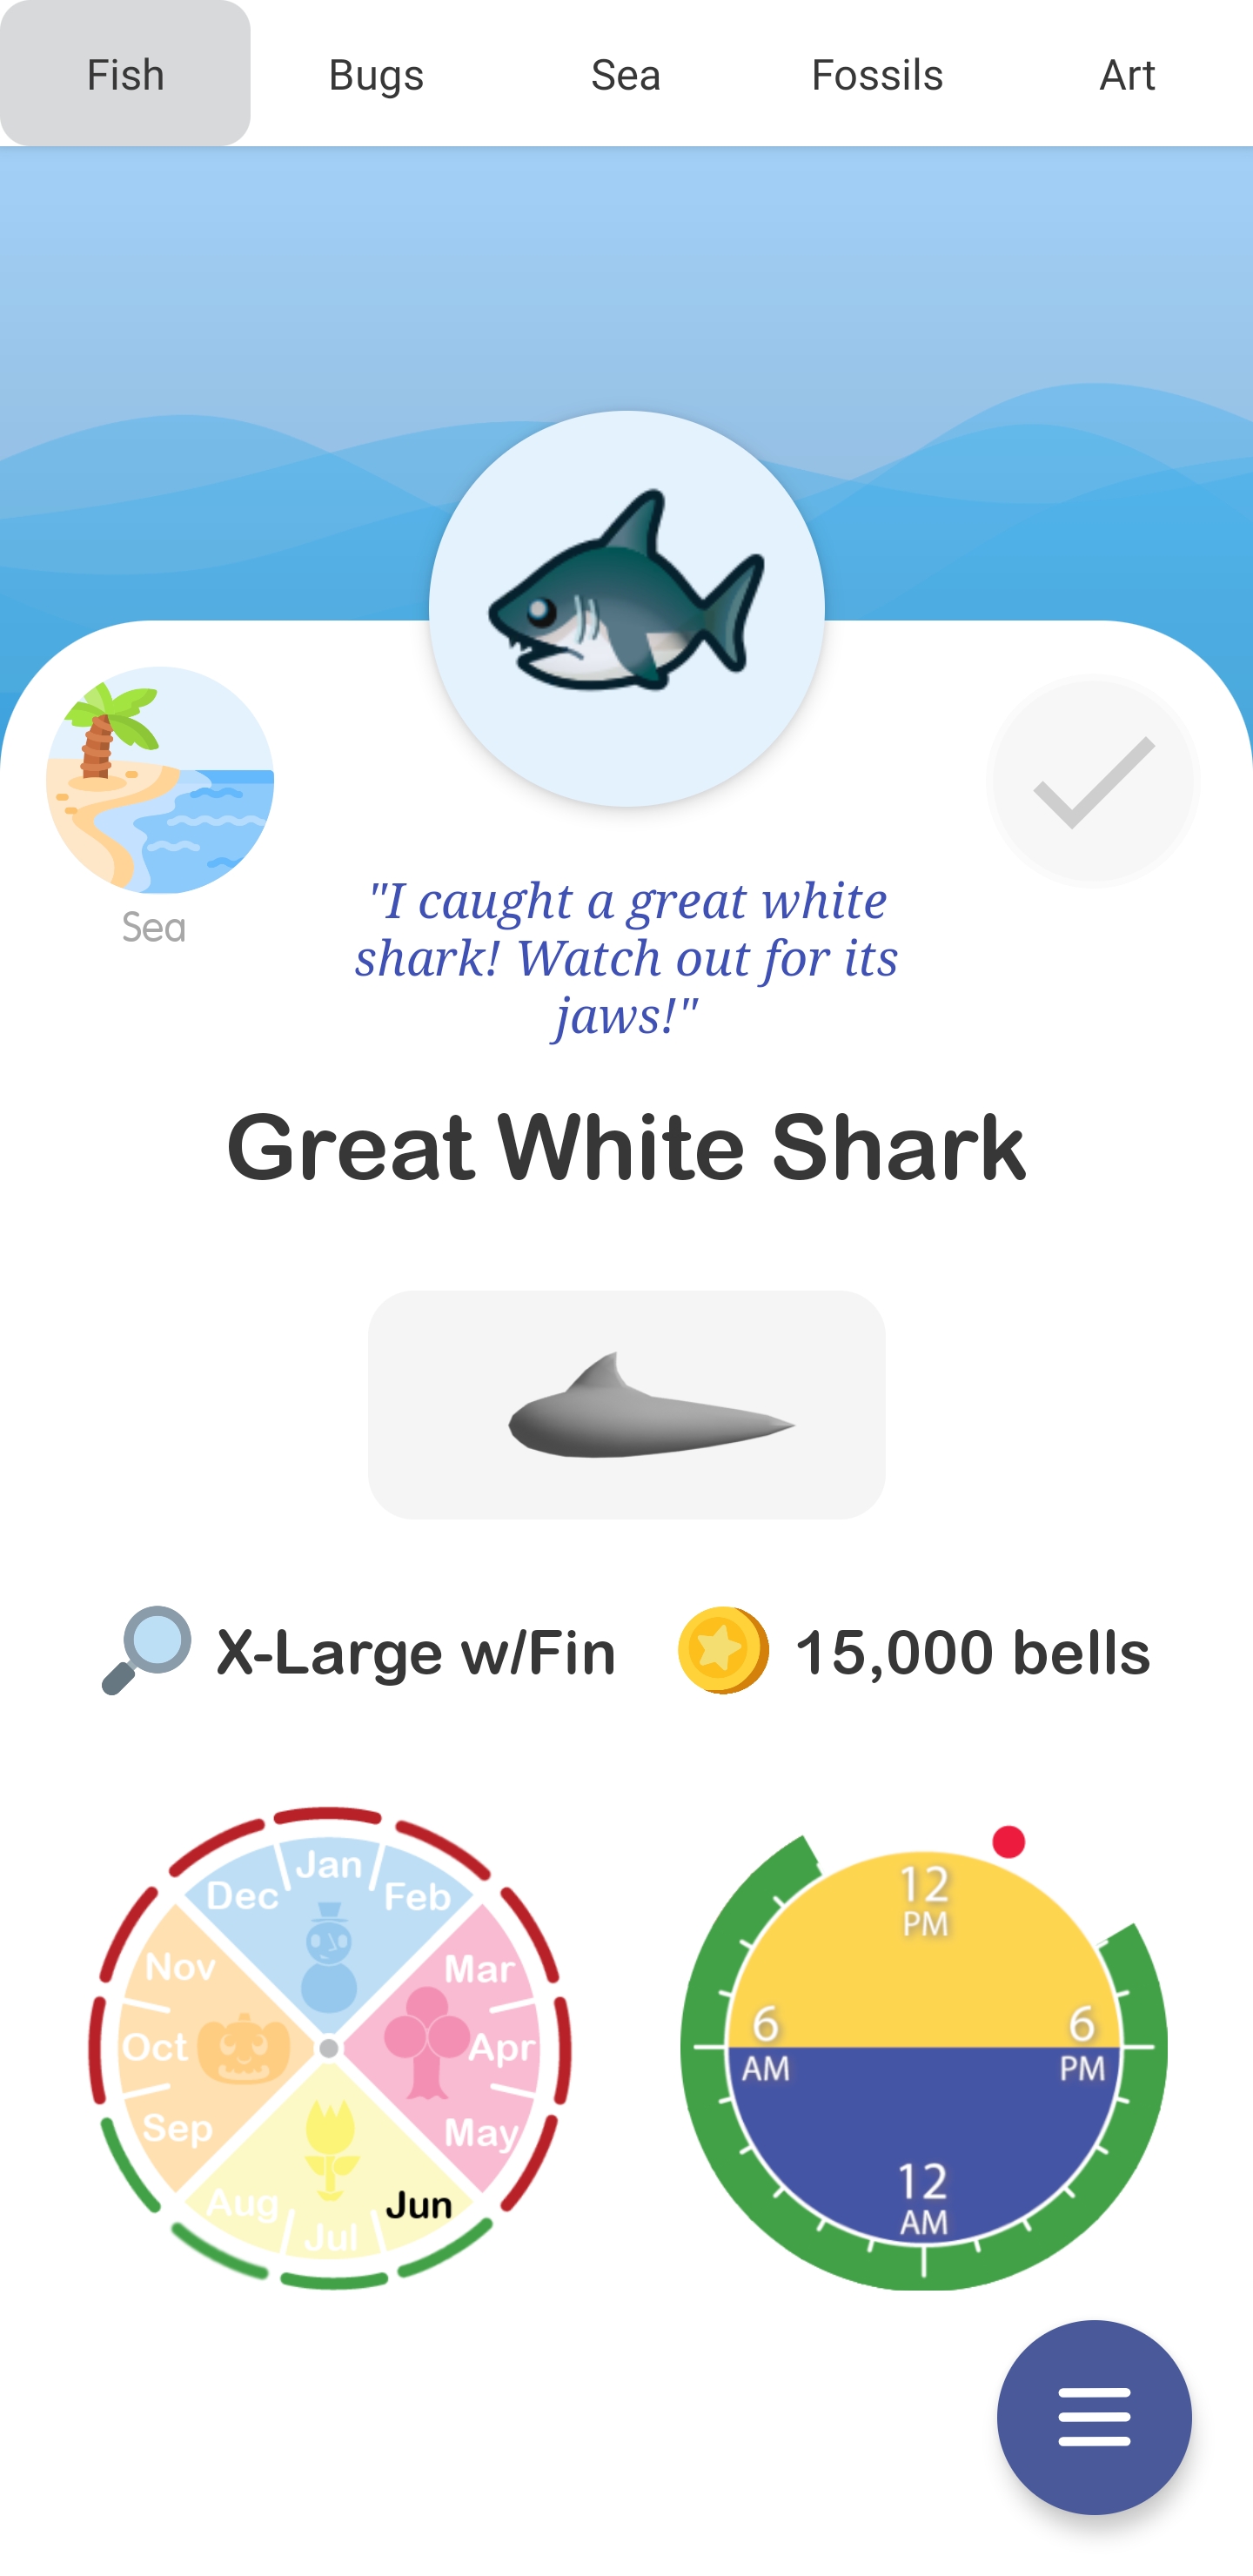 Fish Bugs Sea Fossils Art
Sea
"I caught a great white
shark! Watch out for its
jaws!"
Great White Shark
X-Large w/Fin 15,000 bells
Jan
Feb
Mar
Apr
May
Jun
Jul
Aug
Sep
Oct
Nov
Dec
12
PM
6
PM
12
AM
6
AM